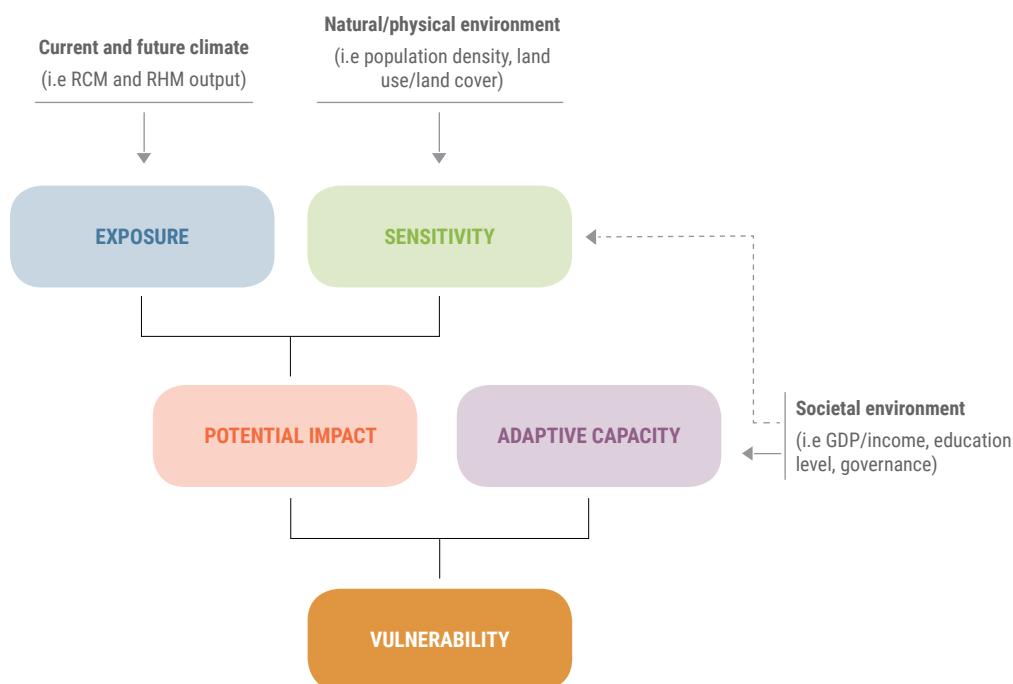 Current and future climate
(i.e RCM and RHM output)
Natural/physical environment
(i.e population density, land
use/land cover)
EXPOSURE
SENSITIVITY
POTENTIAL IMPACT
ADAPTIVE CAPACITY
Societal environment
(i.e GDP/income, education
level, governance)
VULNERABILITY